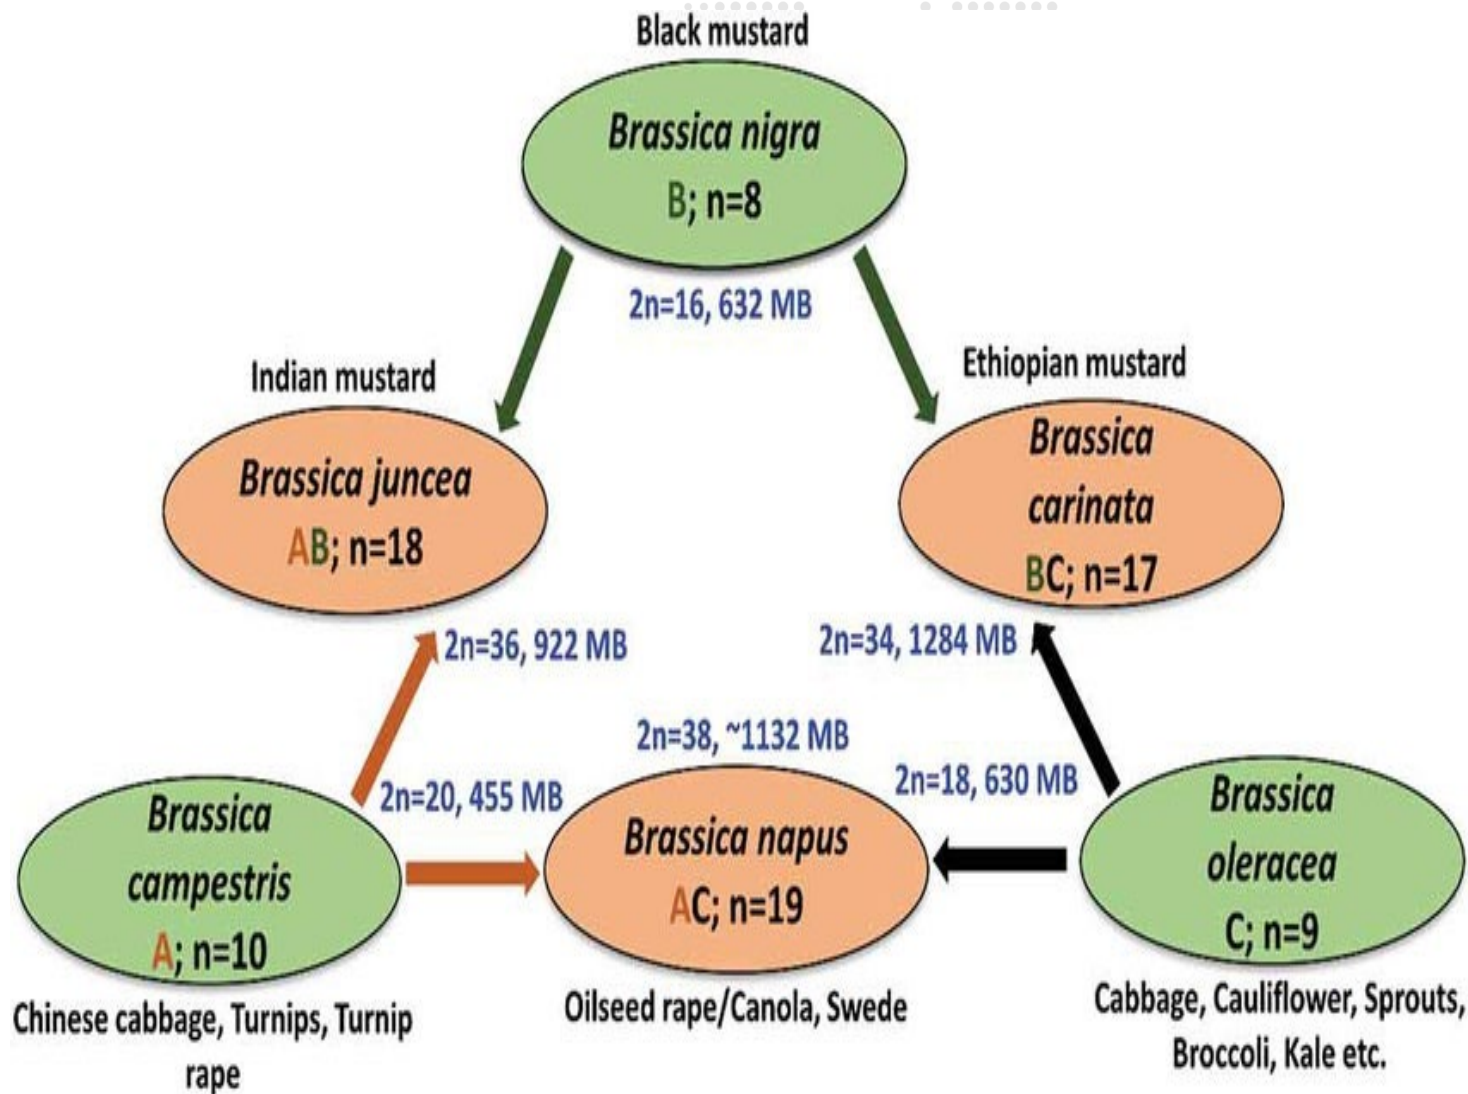 Black mustard
Brassica nigra
B; n=8
2n=16, 632 MB
Indian mustard
Brassica juncea
AB; n=18
2n=36, 922 MB
Ethiopian mustard
Brassica
carinata
BC; n=17
2n=34, 1284 MB
Brassica
campestris
A; n=10
2n=20, 455 MB
Chinese cabbage, Turnips, Turnip
rape
2n=38, ~1132 MB
Brassica napus
AC; n=19
Oilseed rape/Canola, Swede
2n=18, 630 MB
Brassica
oleracea
C; n=9
Cabbage, Cauliflower, Sprouts,
Broccoli, Kale etc.